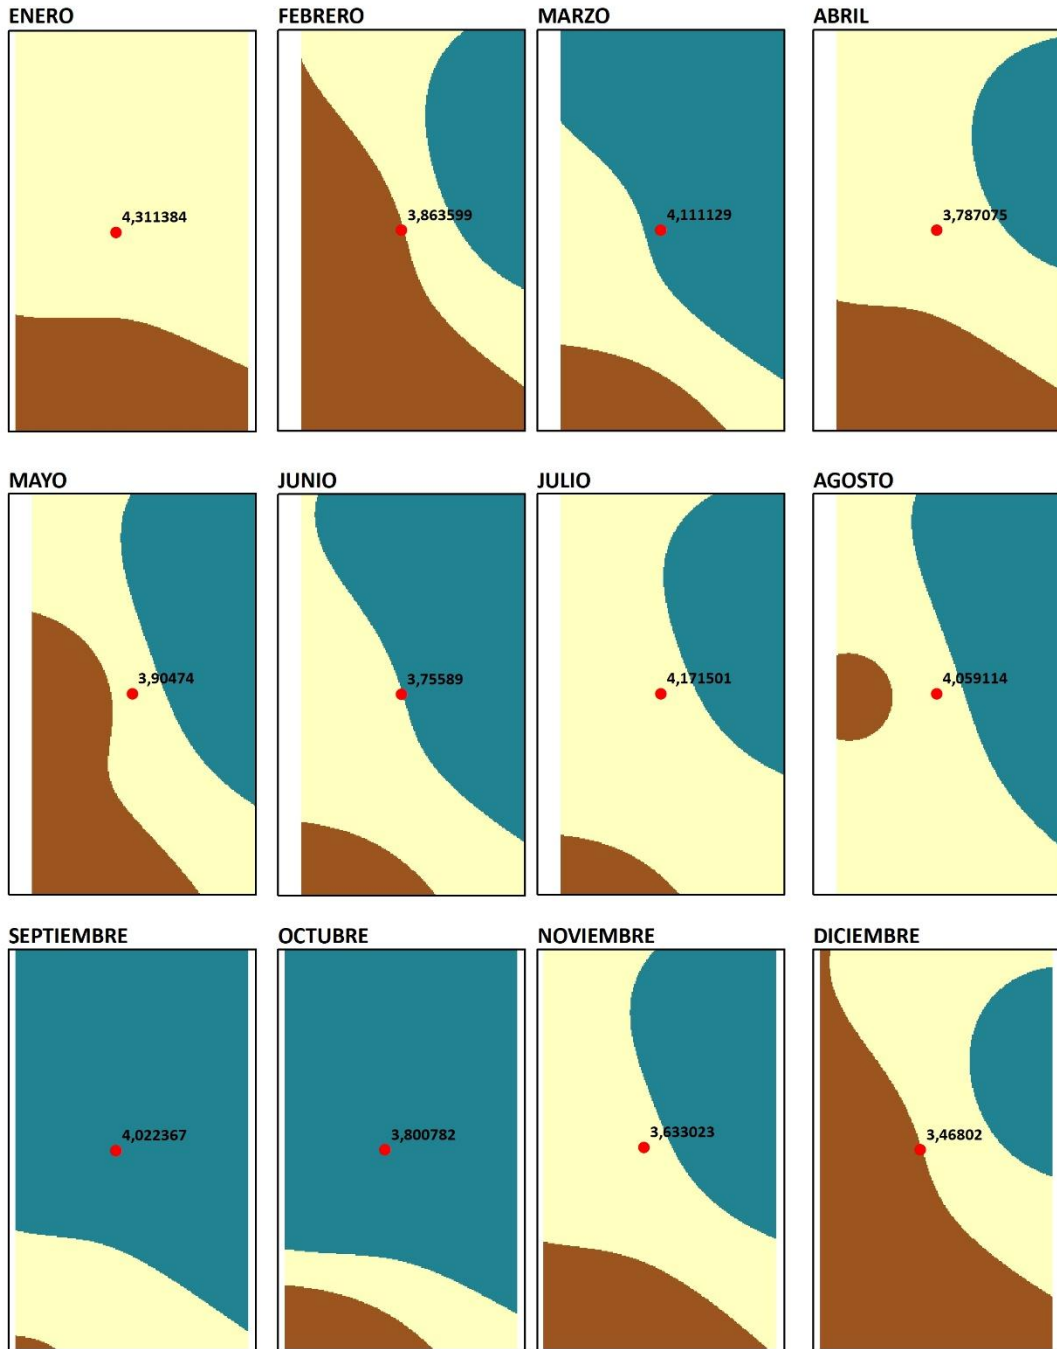 ENERO
FEBRERO
MARZO
ABRIL
4,311384
3,863599
4,111129
3,787075
MAYO
JUNIO
JULIO
AGOSTO
3,90474
3,75589
4,171501
4,059114
SEPTIEMBRE
OCTUBRE
NOVIEMBRE
DICIEMBRE
4,022367
3,800782
3,633023
3,46802